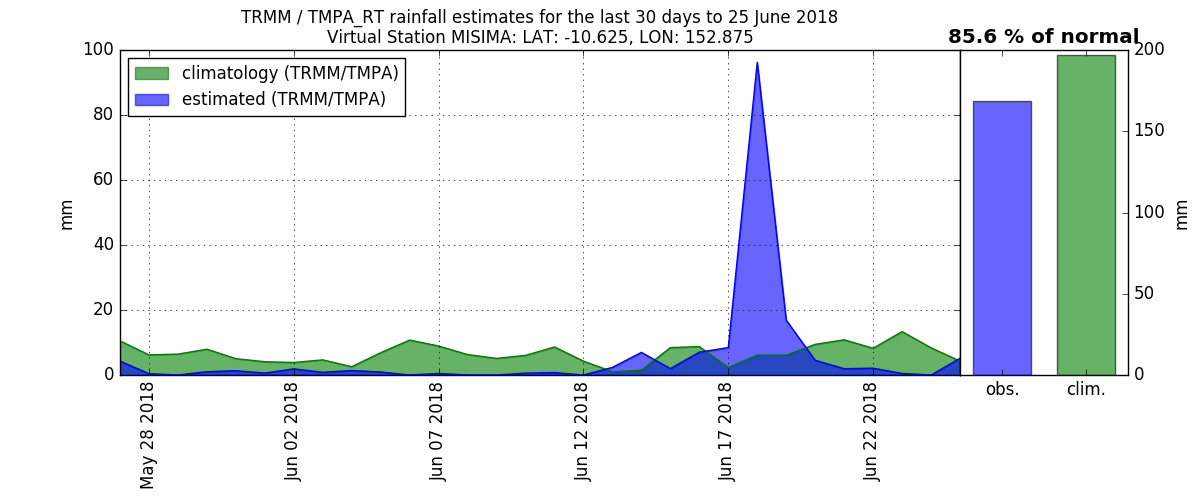 TRMM / TMPA_RT rainfall estimates for the last 30 days to 25 June 2018
Virtual Station MISIMA: LAT: -10.625, LON: 152.875
85.6 % of normal
climatology (TRMM/TMPA)
estimated (TRMM/TMPA)
mm
100
80
60
40
20
0
May 28 2018
Jun 02 2018
Jun 07 2018
Jun 12 2018
Jun 17 2018
Jun 22 2018
obs.
clim.
200
150
100
50
0
mm